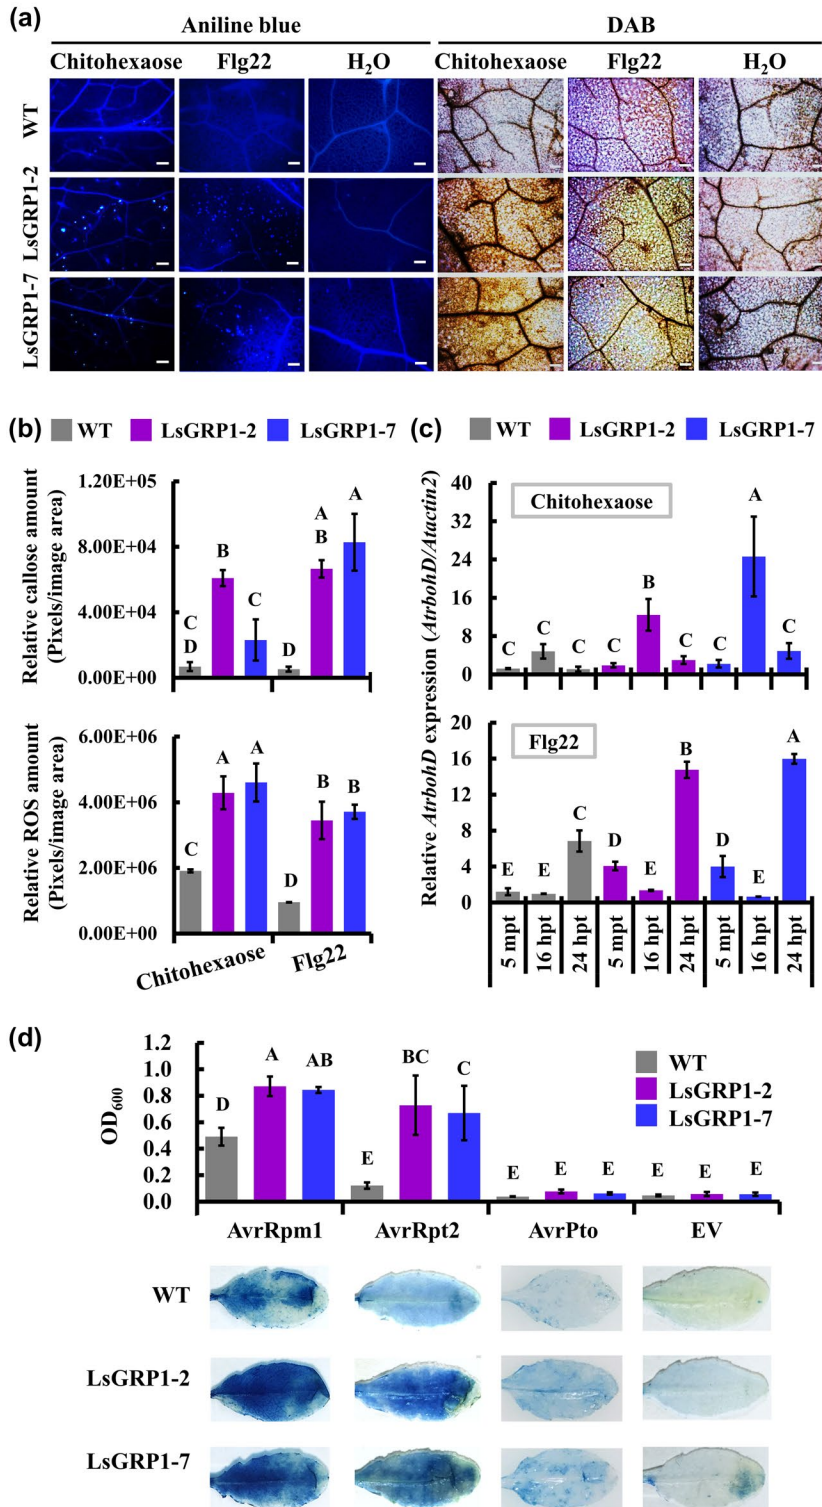 (a)
Aniline blue DAB
Chitohexaose Flg22 H₂O Chitohexaose Flg22 H₂O
WT
LsGRP1-2
LsGRP1-7
(b) WT LsGRP1-2 LsGRP1-7
Relative callose amount
(Pixels/image area)
1.20E+05
8.00E+04
4.00E+04
0.00E+00
C
D
B
C
D
A
B
A
Relative ROS amount
(Pixels/image area)
6.00E+06
4.00E+06
2.00E+06
0.00E+00
C
A
A
D
B
B
Chitohexaose Flg22
(c) WT LsGRP1-2 LsGRP1-7
Relative AtrbohD expression (AtrbohD/Atactin2)
Chitohexaose
40
32
24
16
8
0
C C C C B C C A C
Flg22
20
16
12
8
4
0
E E C D E B D E A
5 mpt 16 hpt 24 hpt 5 mpt 16 hpt 24 hpt 5 mpt 16 hpt 24 hpt
(d)
OD₆₀₀
1.2
1.0
0.8
0.6
0.4
0.2
0.0
D A AB E BC C E E E E E E
WT
LsGRP1-2
LsGRP1-7
AvrRpm1 AvrRpt2 AvrPto EV
WT
LsGRP1-2
LsGRP1-7